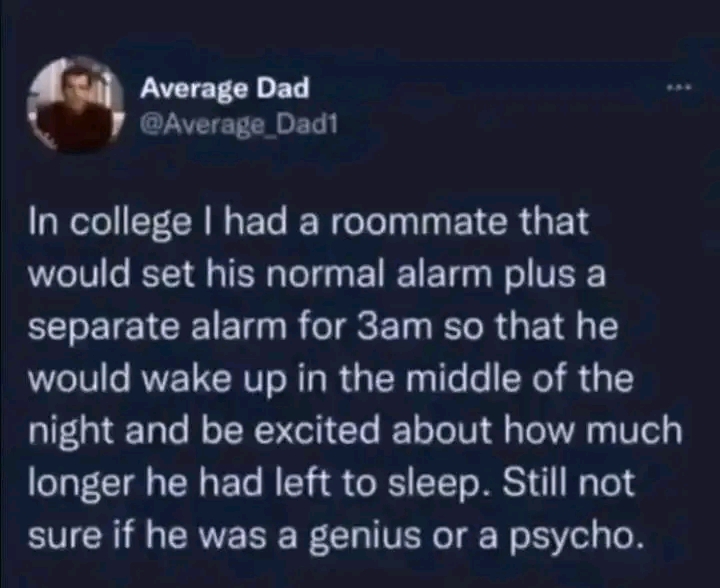 Average Dad
@Average_Dad1
In college I had a roommate that
would set his normal alarm plus a
separate alarm for 3am so that he
would wake up in the middle of the
night and be excited about how much
longer he had left to sleep. Still not
sure if he was a genius or a psycho.